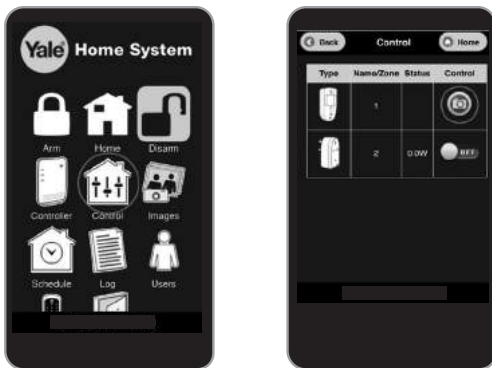 Yale Home System
Arm Home Disarm
Controller Control Images
Schedule Log Users
Back Control Home
Type Name/Zone Status Control
1
2 0.0W OFF